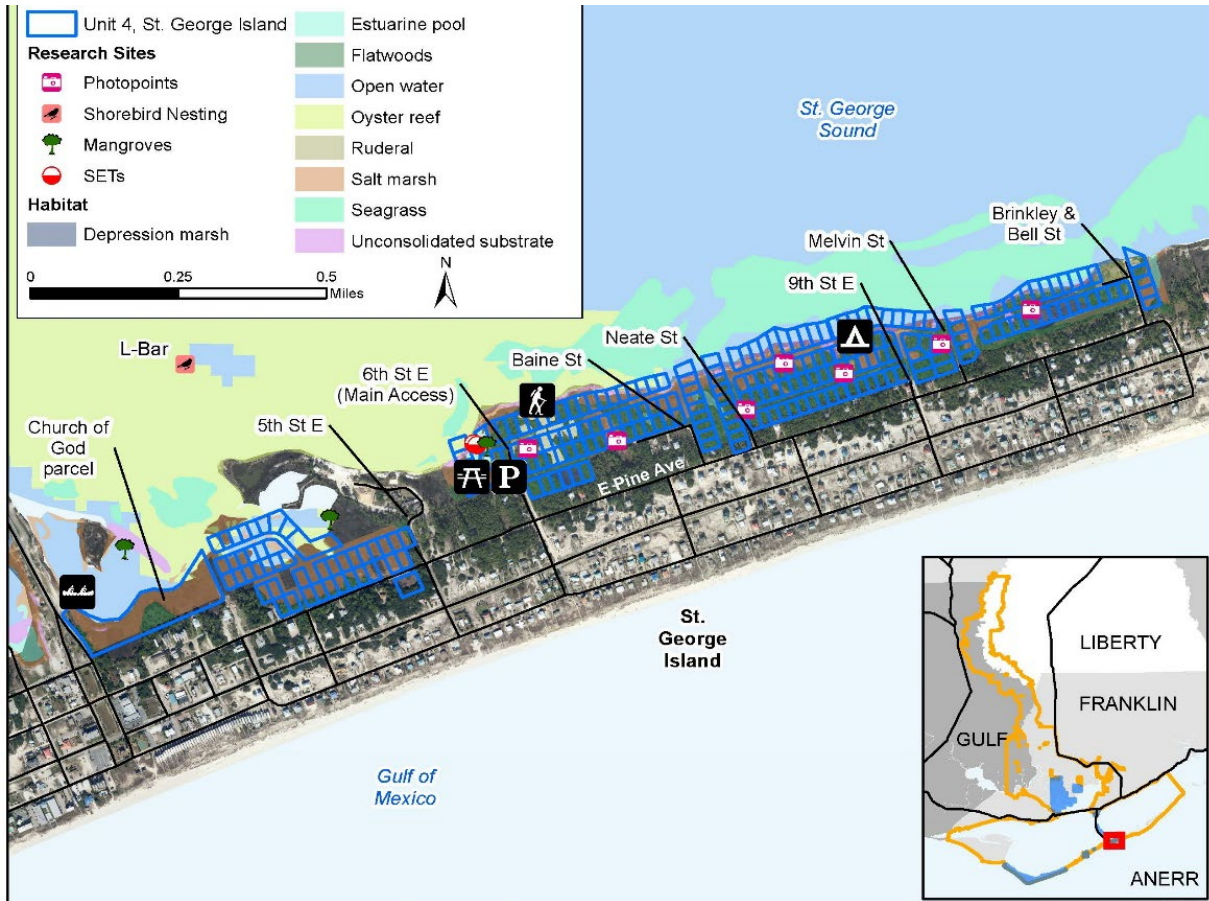 Unit 4, St. George Island
Research Sites
Photopoints
Shorebird Nesting
Mangroves
SETs
Habitat
Depression marsh
Estuarine pool
Flatwoods
Open water
Oyster reef
Ruderal
Salt marsh
Seagrass
Unconsolidated substrate
0 0.25 0.5
Miles
N
St. George
Sound
Brinkley &
Bell St
Melvin St
9th St E
Neate St
Baine St
L-Bar
6th St E
(Main Access)
5th St E
Church of
God
parcel
P
E Pine Ave
St.
George
Island
Gulf of
Mexico
LIBERTY
FRANKLIN
GULF
ANERR